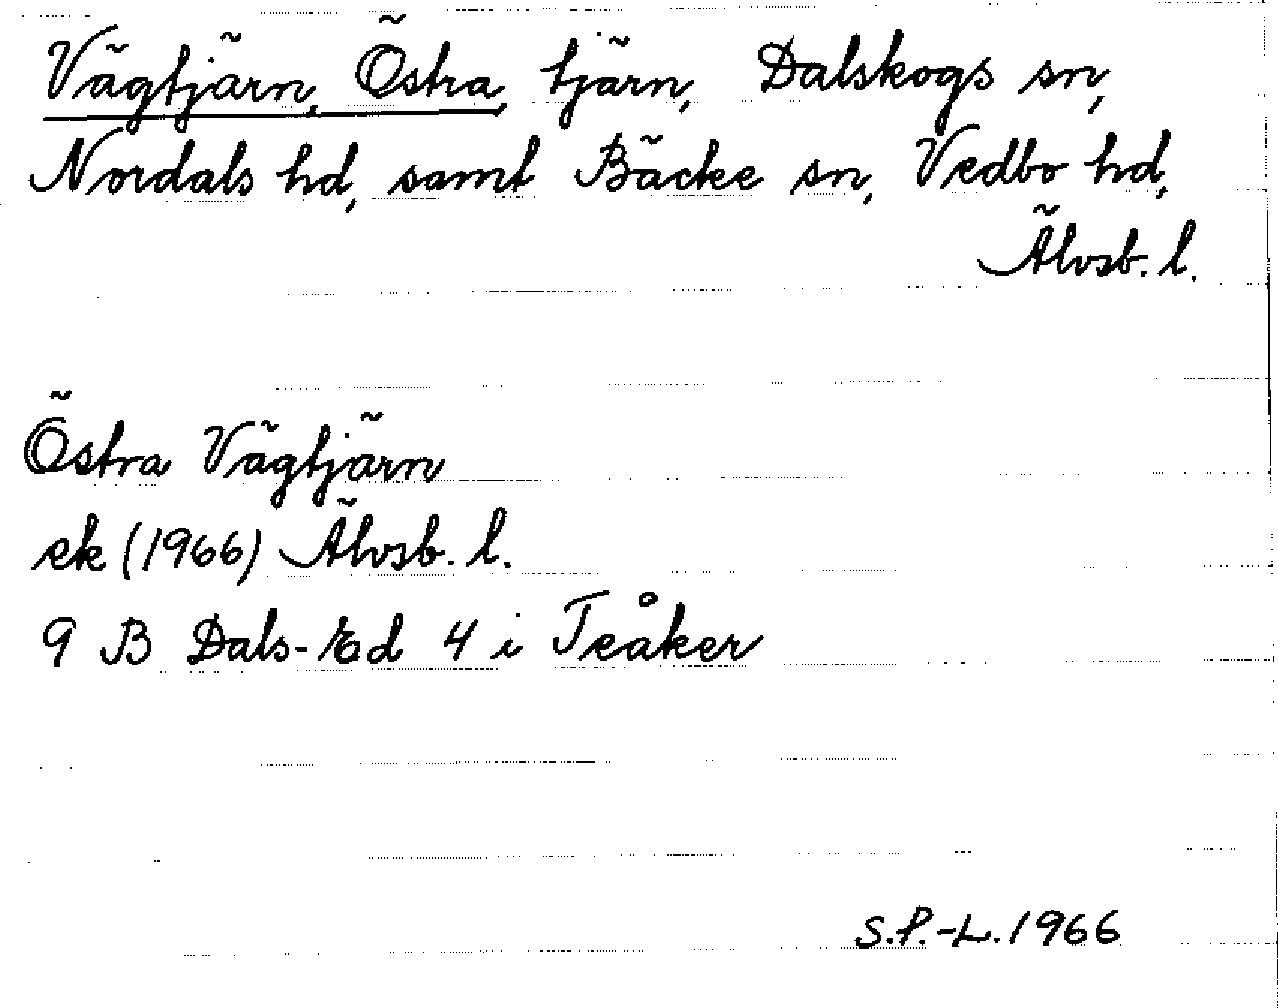 Vägtjärn, Östra, tjärn, Dalskogs sn,
Nordals hd, samt Bäcke sn, Vedbo hd,
Älvsb. l.
Östra Vägtjärn
ek (1966) Älvsb. l.
9 B Dals-Ed 4 i Teåker
S.P.-L. 1966